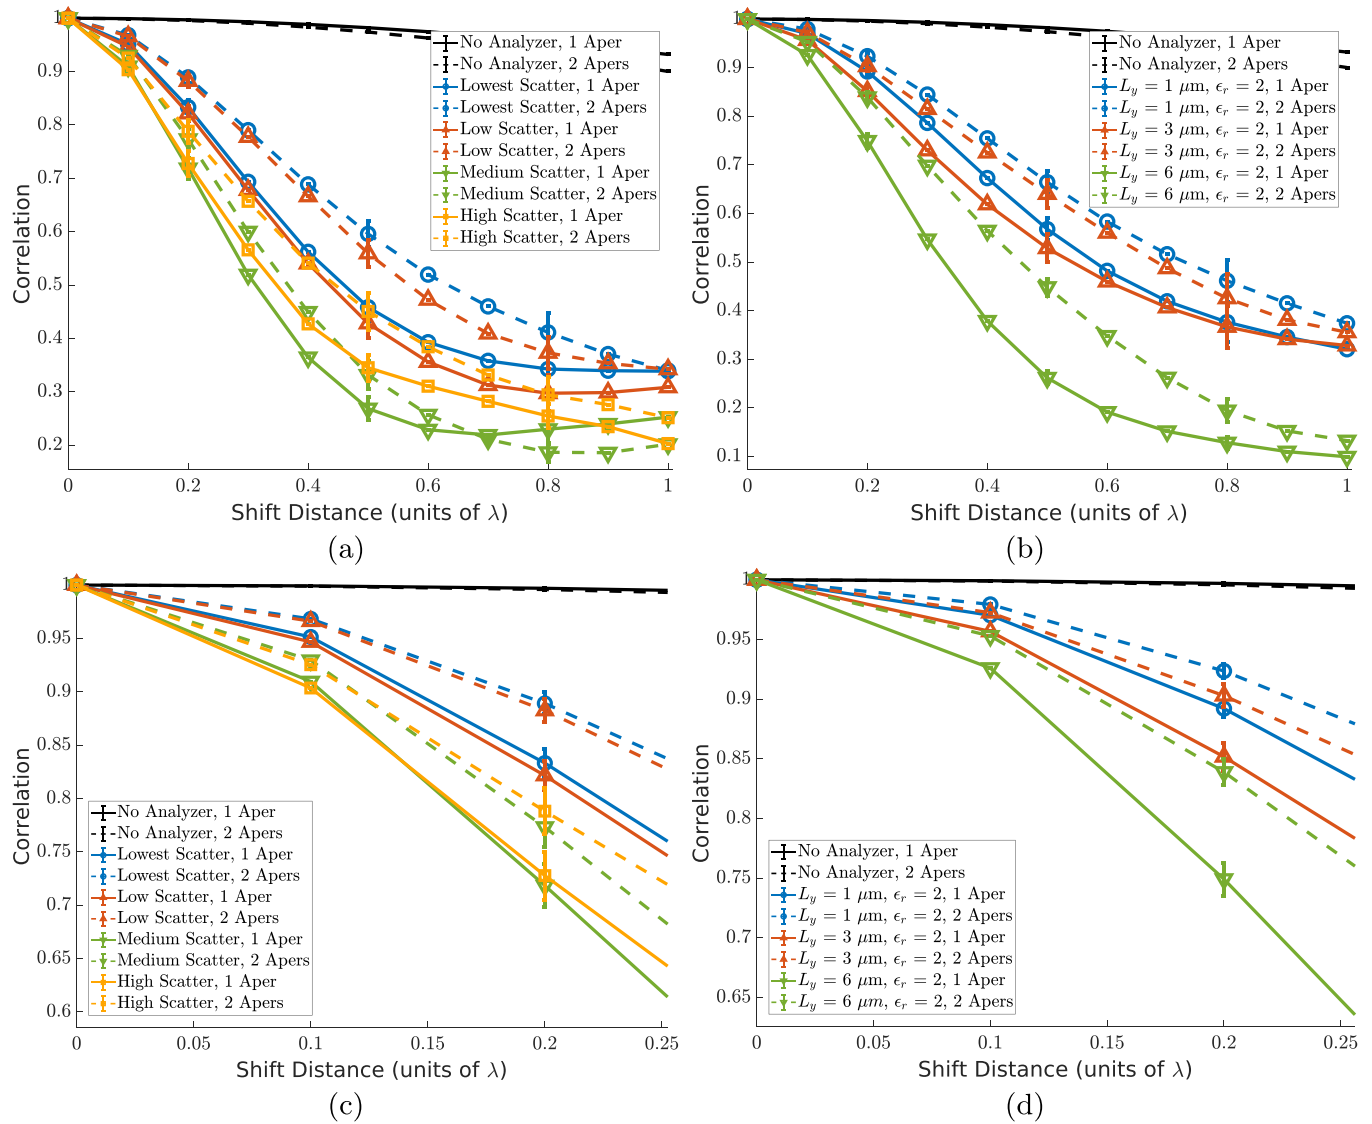 1
0.9
0.8
0.7
0.6
0.5
0.4
0.3
0.2
0
0.2
0.4
0.6
0.8
1
Correlation
Shift Distance (units of λ)
No Analyzer, 1 Aper
No Analyzer, 2 Apers
Lowest Scatter, 1 Aper
Lowest Scatter, 2 Apers
Low Scatter, 1 Aper
Low Scatter, 2 Apers
Medium Scatter, 1 Aper
Medium Scatter, 2 Apers
High Scatter, 1 Aper
High Scatter, 2 Apers
(a)
1
0.9
0.8
0.7
0.6
0.5
0.4
0.3
0.2
0.1
0
0.2
0.4
0.6
0.8
1
Correlation
Shift Distance (units of λ)
No Analyzer, 1 Aper
No Analyzer, 2 Apers
L_y = 1 μm, ϵ_r = 2, 1 Aper
L_y = 1 μm, ϵ_r = 2, 2 Apers
L_y = 3 μm, ϵ_r = 2, 1 Aper
L_y = 3 μm, ϵ_r = 2, 2 Apers
L_y = 6 μm, ϵ_r = 2, 1 Aper
L_y = 6 μm, ϵ_r = 2, 2 Apers
(b)
1
0.95
0.9
0.85
0.8
0.75
0.7
0.65
0.6
0
0.05
0.1
0.15
0.2
0.25
Correlation
Shift Distance (units of λ)
No Analyzer, 1 Aper
No Analyzer, 2 Apers
Lowest Scatter, 1 Aper
Lowest Scatter, 2 Apers
Low Scatter, 1 Aper
Low Scatter, 2 Apers
Medium Scatter, 1 Aper
Medium Scatter, 2 Apers
High Scatter, 1 Aper
High Scatter, 2 Apers
(c)
1
0.95
0.9
0.85
0.8
0.75
0.7
0.65
0
0.05
0.1
0.15
0.2
0.25
Correlation
Shift Distance (units of λ)
No Analyzer, 1 Aper
No Analyzer, 2 Apers
L_y = 1 μm, ϵ_r = 2, 1 Aper
L_y = 1 μm, ϵ_r = 2, 2 Apers
L_y = 3 μm, ϵ_r = 2, 1 Aper
L_y = 3 μm, ϵ_r = 2, 2 Apers
L_y = 6 μm, ϵ_r = 2, 1 Aper
L_y = 6 μm, ϵ_r = 2, 2 Apers
(d)